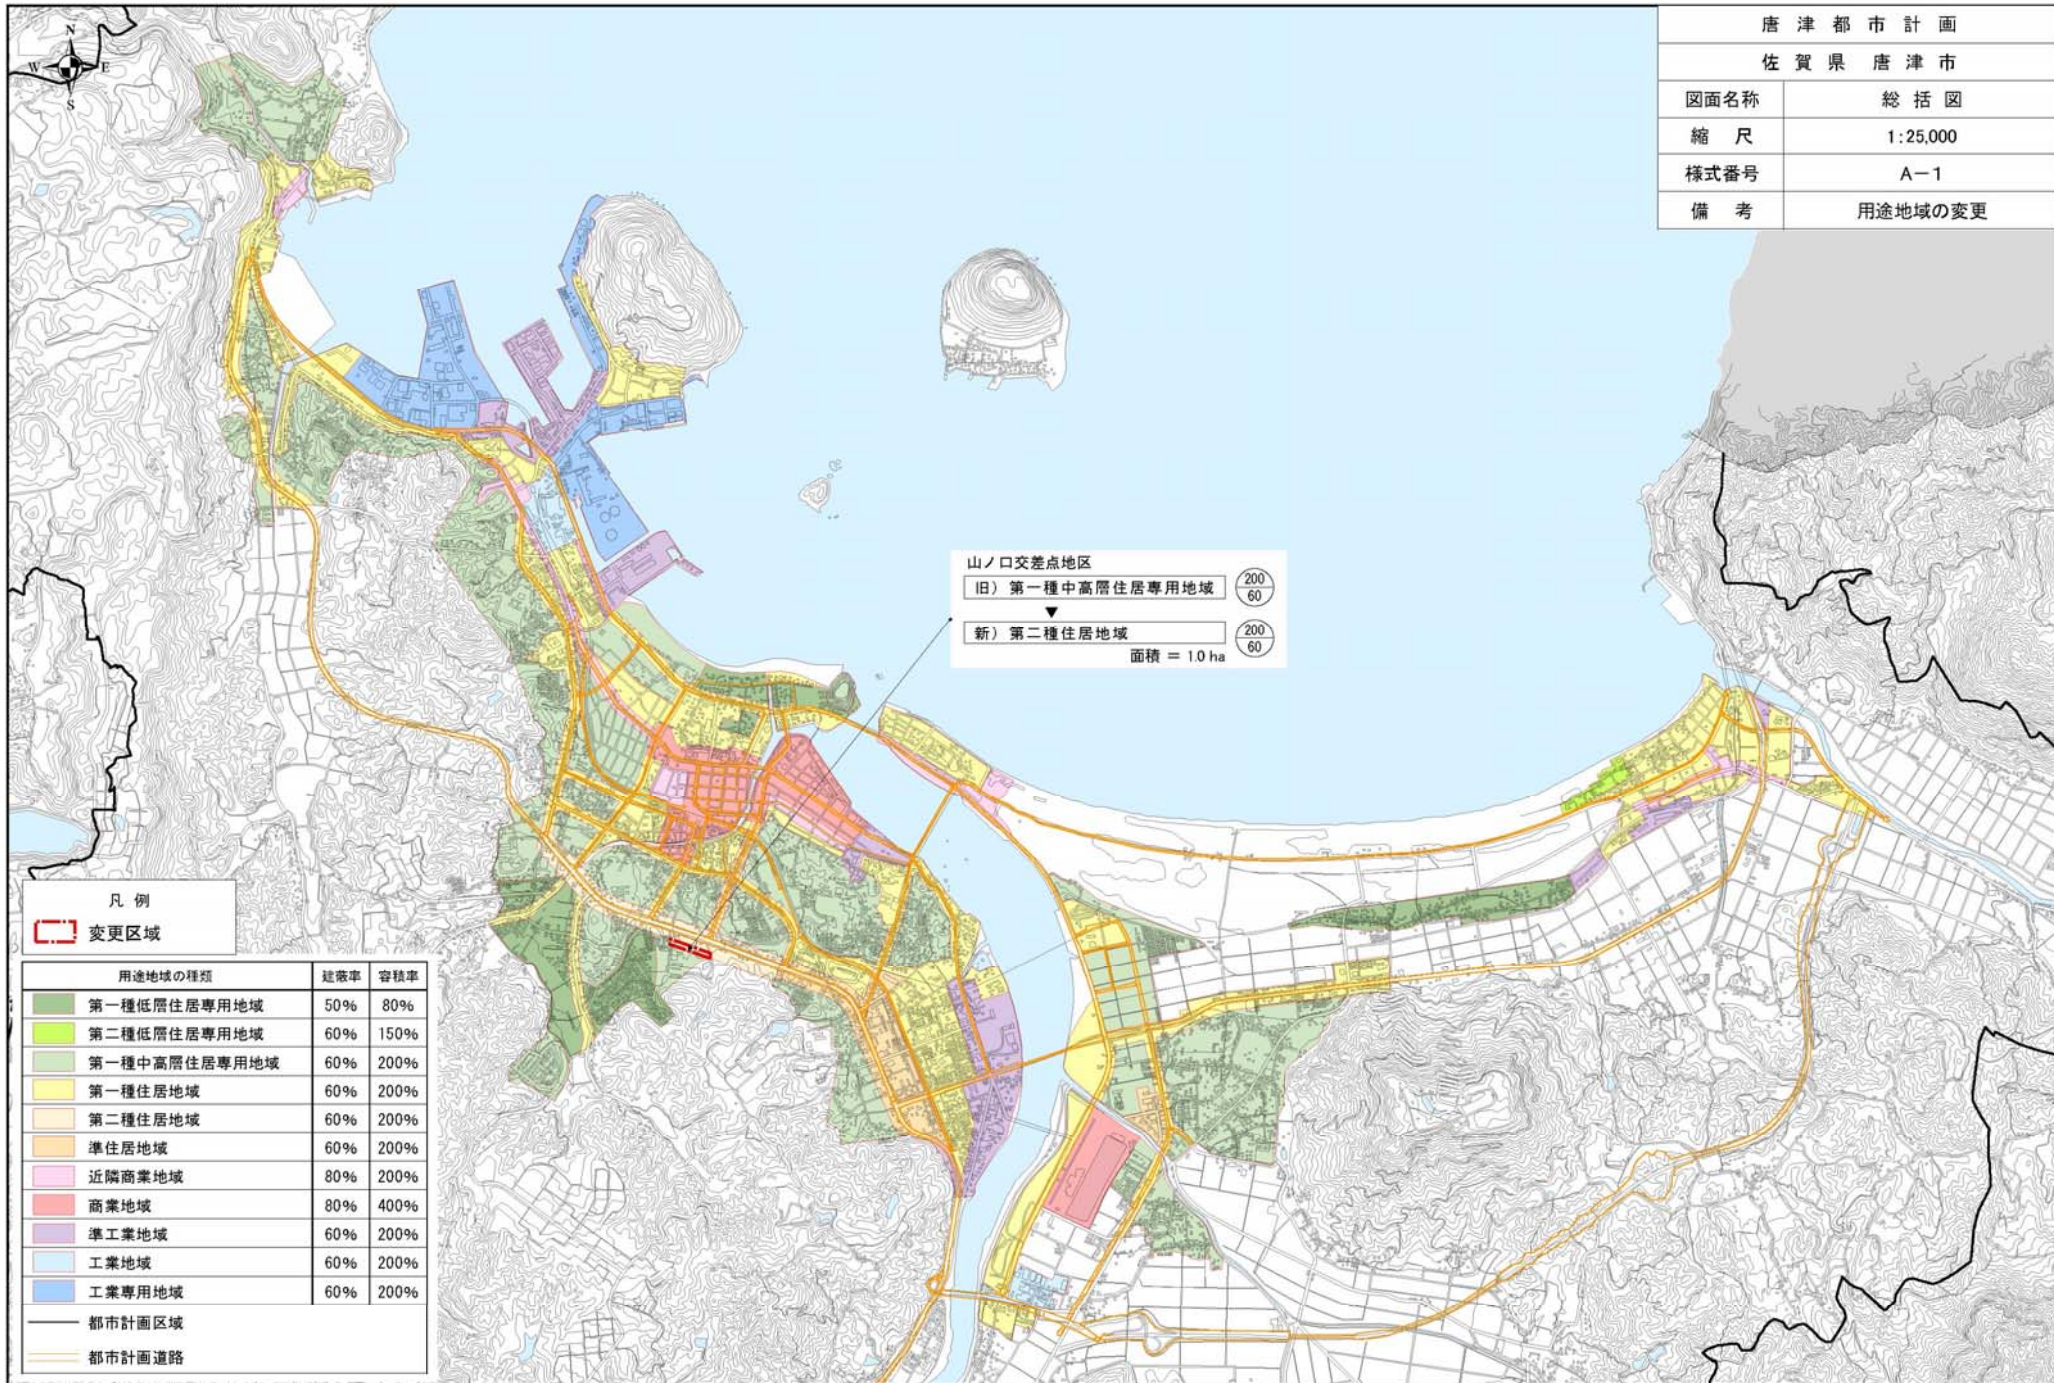 N
W E
S
唐津都市計画
佐賀県 唐津市
図面名称 総括図
縮尺 1:25,000
様式番号 A－1
備考 用途地域の変更
山ノ口交差点地区
旧）第一種中高層住居専用地域 200 60
▼
新）第二種住居地域 200 60
面積 ＝ 1.0 ha
凡例
変更区域
用途地域の種類 建蔽率 容積率
第一種低層住居専用地域 50% 80%
第二種低層住居専用地域 60% 150%
第一種中高層住居専用地域 60% 200%
第一種住居地域 60% 200%
第二種住居地域 60% 200%
準住居地域 60% 200%
近隣商業地域 80% 200%
商業地域 80% 400%
準工業地域 60% 200%
工業地域 60% 200%
工業専用地域 60% 200%
都市計画区域
都市計画道路